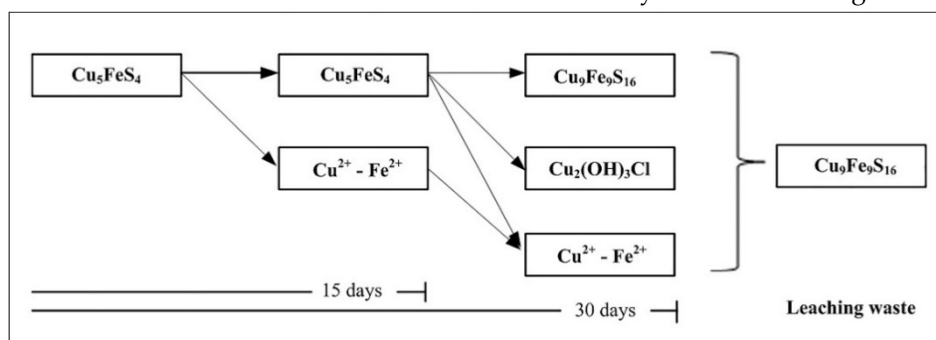 Cu₅FeS₄ Cu₅FeS₄ Cu₉Fe₉S₁₆
Cu²⁺ - Fe²⁺ Cu₂(OH)₃Cl Cu₉Fe₉S₁₆
Cu²⁺ - Fe²⁺
15 days
30 days Leaching waste